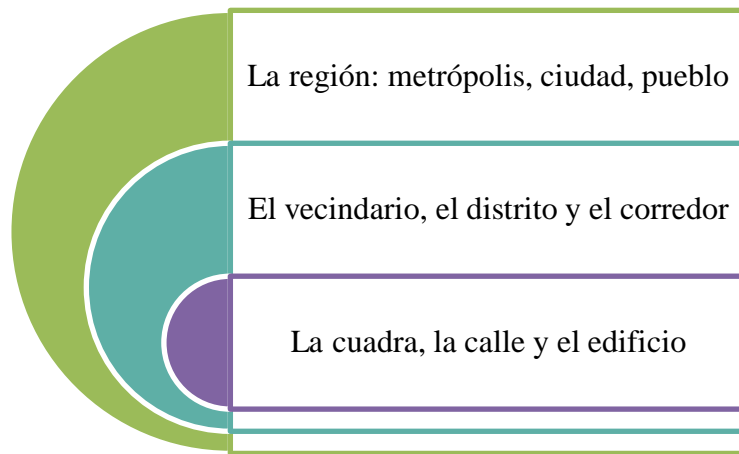 La región: metrópolis, ciudad, pueblo
El vecindario, el distrito y el corredor
La cuadra, la calle y el edificio